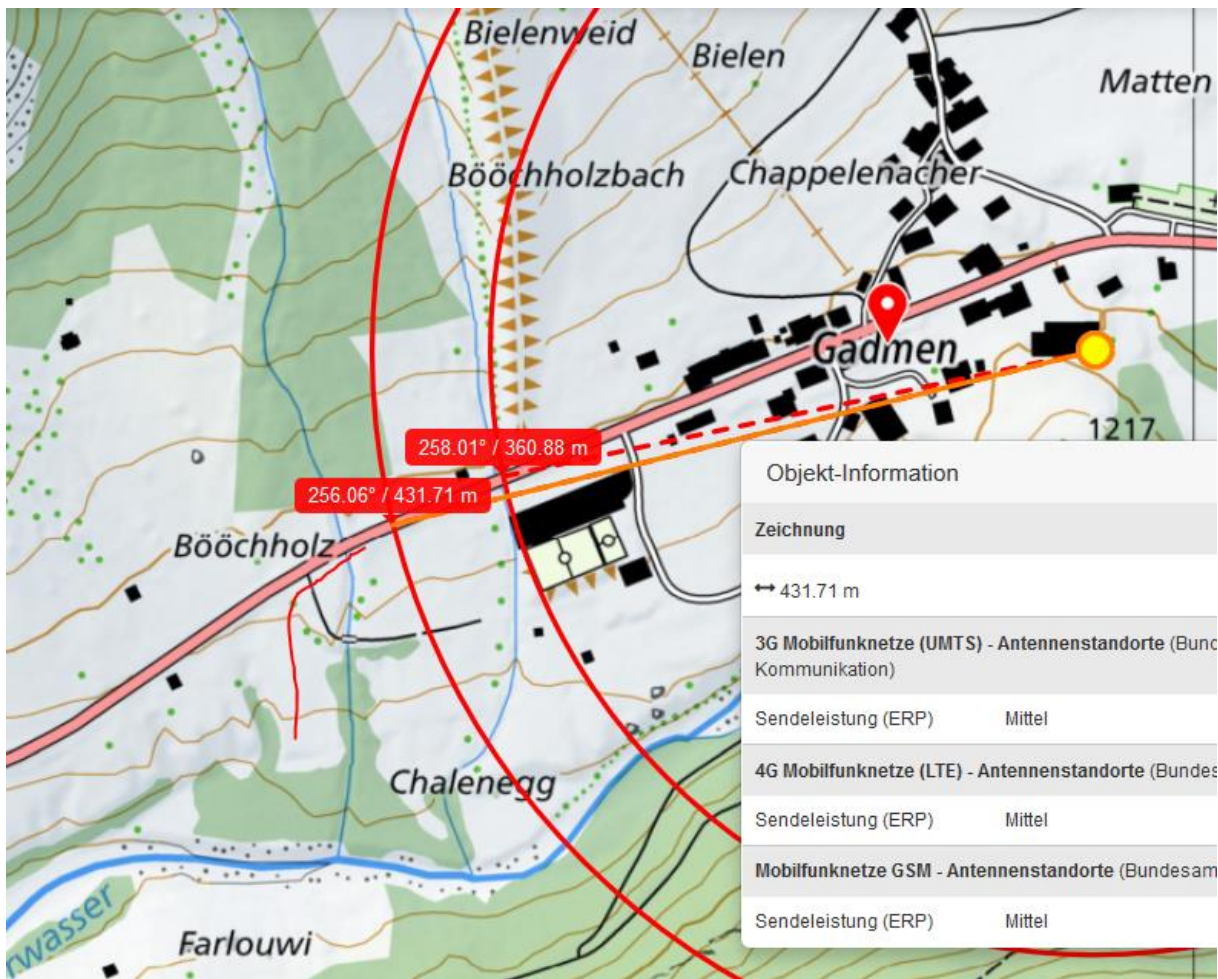 Bielenweid
Bielen
Matten
Bööchholzbach
Chappelenacher
Gadmen
1217
258.01° / 360.88 m
256.06° / 431.71 m
Bööchholz
Chalenegg
Farlouwi
rwasser
Objekt-Information
Zeichnung
↔ 431.71 m
3G Mobilfunknetze (UMTS) - Antennenstandorte (Bund
Kommunikation)
Sendeleistung (ERP) Mittel
4G Mobilfunknetze (LTE) - Antennenstandorte (Bundes
Sendeleistung (ERP) Mittel
Mobilfunknetze GSM - Antennenstandorte (Bundesam
Sendeleistung (ERP) Mittel